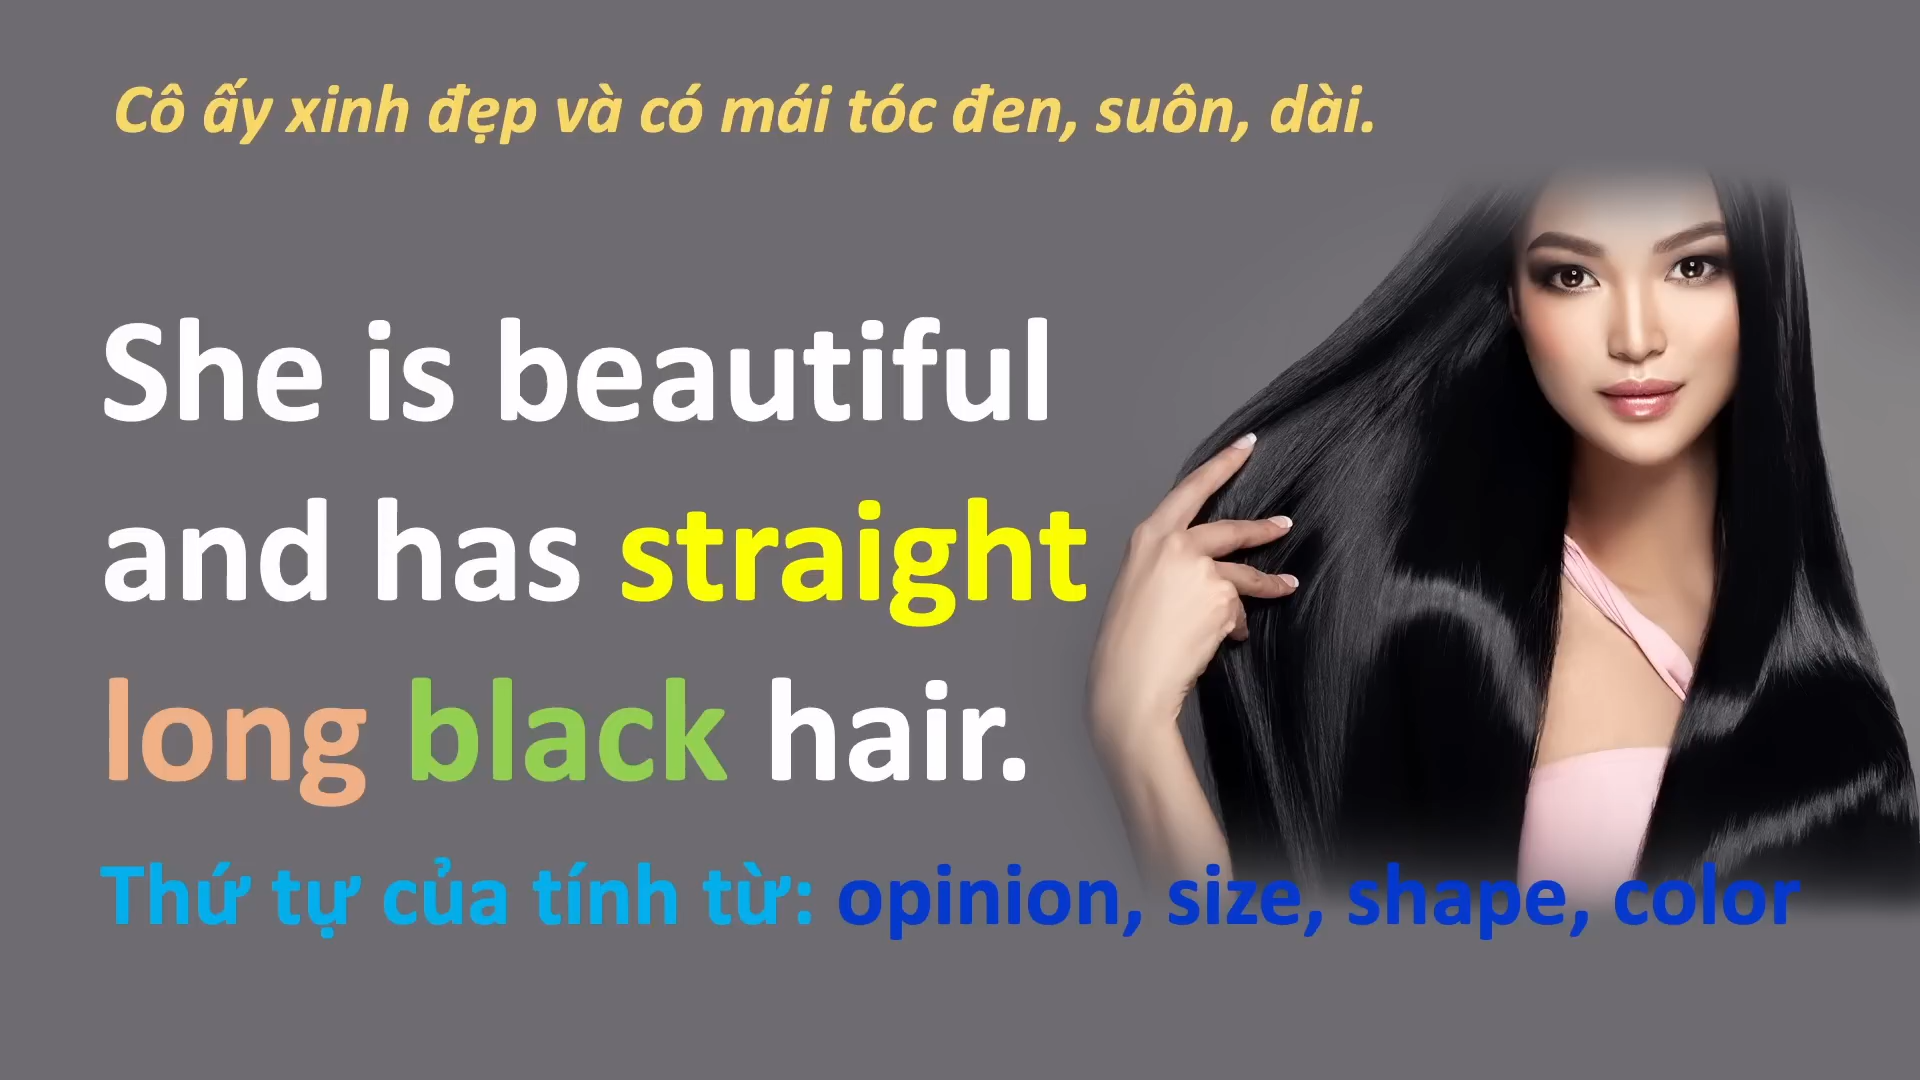 Cô ấy xinh đẹp và có mái tóc đen, suôn, dài.
She is beautiful
and has straight
long black hair.
Thứ tự của tính từ: opinion, size, shape, color